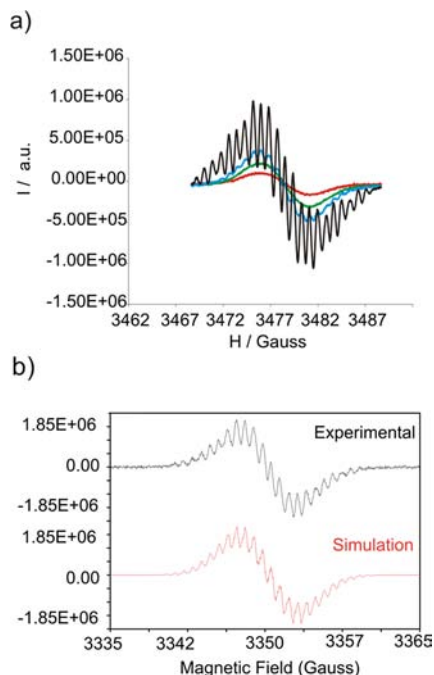 a)
1.50E+06
1.00E+06
5.00E+05
0.00E+00
-5.00E+05
-1.00E+06
-1.50E+06
I / a.u.
3462 3467 3472 3477 3482 3487
H / Gauss
b)
1.85E+06
0.00
-1.85E+06
Experimental
1.85E+06
0.00
-1.85E+06
Simulation
3335 3342 3350 3357 3365
Magnetic Field (Gauss)